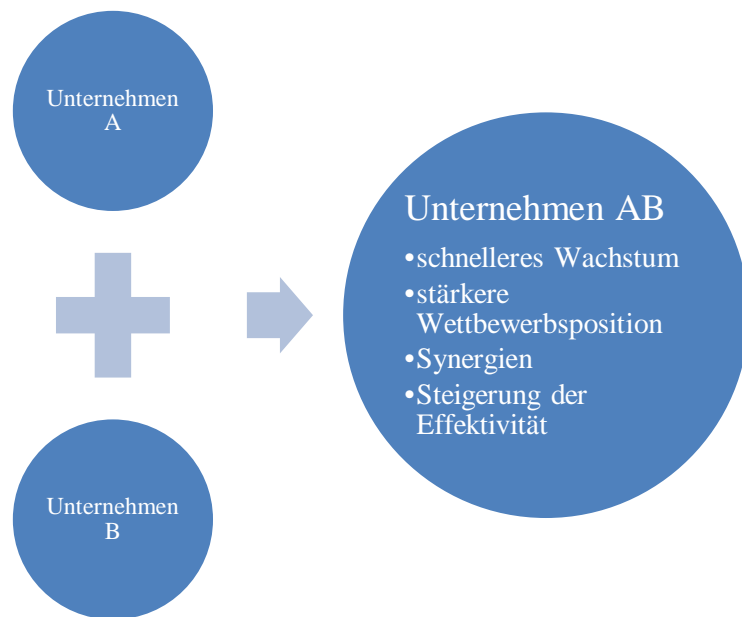 Unternehmen
A
Unternehmen
B
Unternehmen AB
•schnelleres Wachstum
•stärkere
Wettbewerbsposition
•Synergien
•Steigerung der
Effektivität